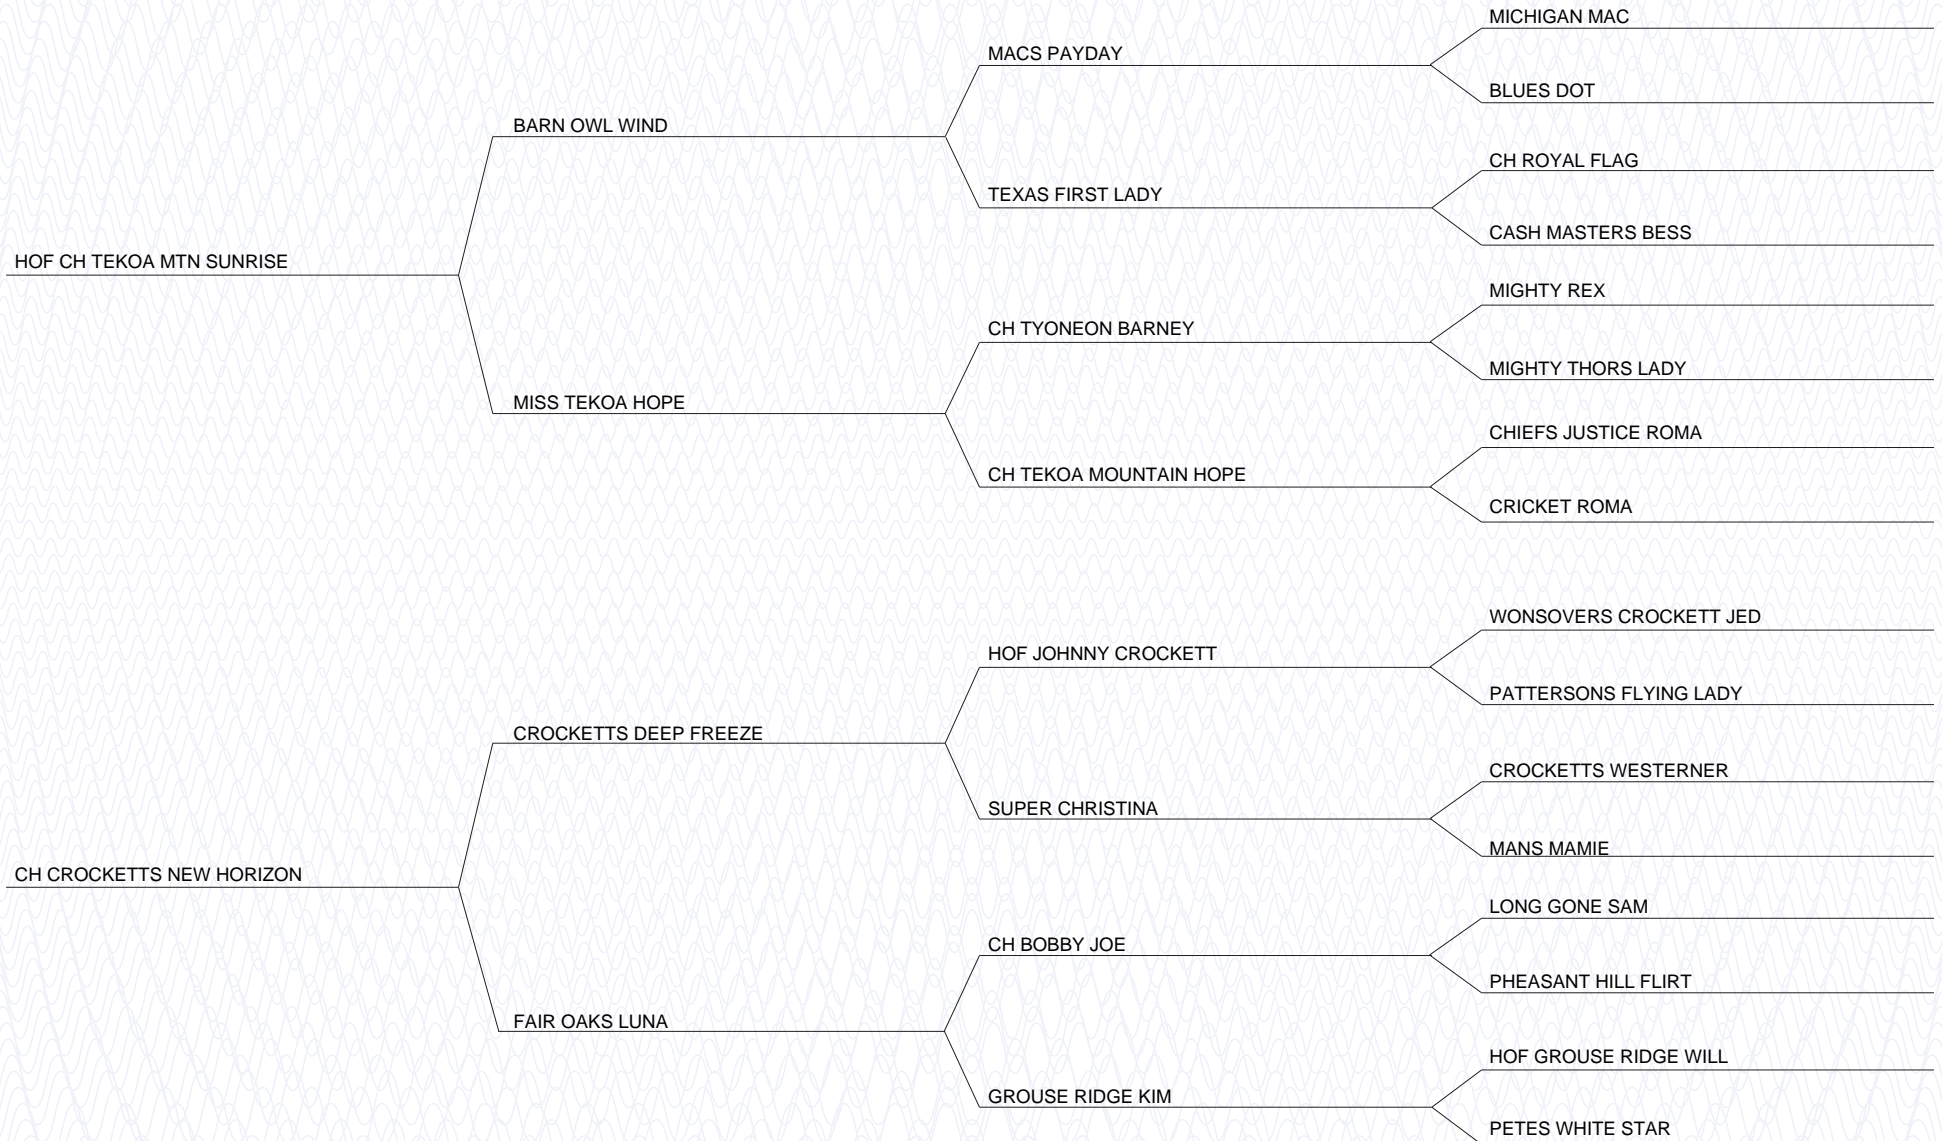 MICHIGAN MAC
MACS PAYDAY
BLUES DOT
BARN OWL WIND
CH ROYAL FLAG
TEXAS FIRST LADY
CASH MASTERS BESS
HOF CH TEKOA MTN SUNRISE
MIGHTY REX
CH TYONEON BARNEY
MIGHTY THORS LADY
MISS TEKOA HOPE
CHIEFS JUSTICE ROMA
CH TEKOA MOUNTAIN HOPE
CRICKET ROMA
WONSOVERS CROCKETT JED
HOF JOHNNY CROCKETT
PATTERSONS FLYING LADY
CROCKETTS DEEP FREEZE
CROCKETTS WESTERNER
SUPER CHRISTINA
MANS MAMIE
CH CROCKETTS NEW HORIZON
LONG GONE SAM
CH BOBBY JOE
PHEASANT HILL FLIRT
FAIR OAKS LUNA
HOF GROUSE RIDGE WILL
GROUSE RIDGE KIM
PETES WHITE STAR